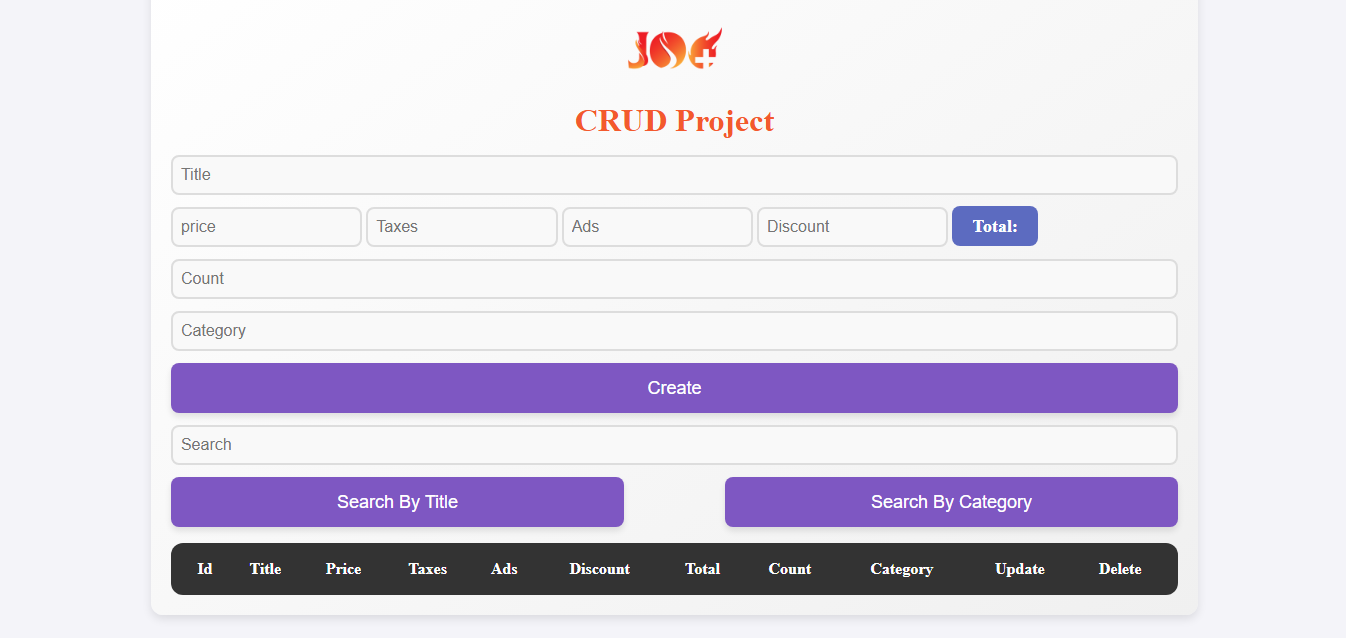 JOE
CRUD Project
Title
price Taxes Ads Discount Total:
Count
Category
Create
Search
Search By Title Search By Category
Id Title Price Taxes Ads Discount Total Count Category Update Delete